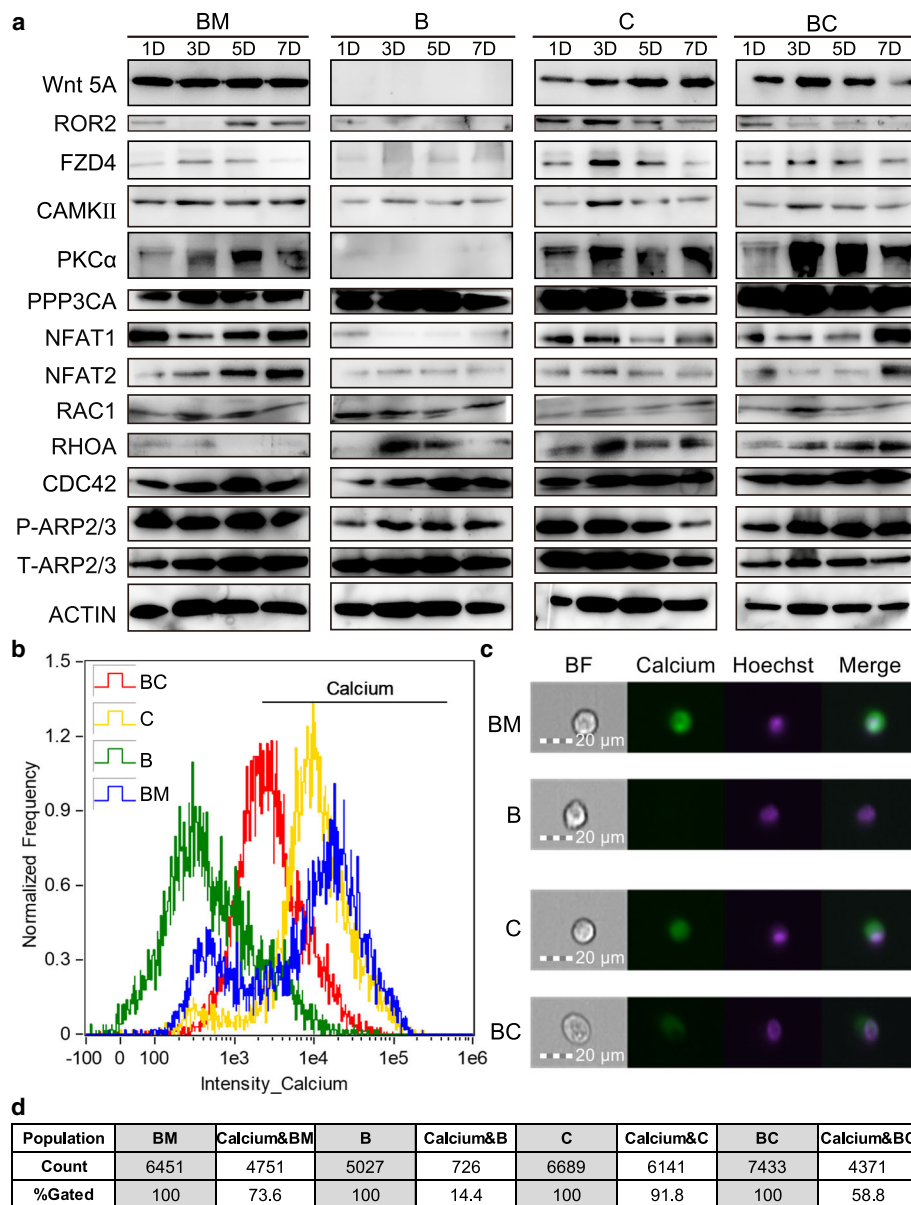 a
BM B C BC
1D 3D 5D 7D 1D 3D 5D 7D 1D 3D 5D 7D 1D 3D 5D 7D
Wnt 5A
ROR2
FZD4
CAMKII
PKCα
PPP3CA
NFAT1
NFAT2
RAC1
RHOA
CDC42
P-ARP2/3
T-ARP2/3
ACTIN
b
1.5
1.2
0.9
0.6
0.3
0
Normalized Frequency
BC
C
B
BM
Calcium
-100 0 100 1e3 1e4 1e5 1e6
Intensity_Calcium
c
BF Calcium Hoechst Merge
BM
20 µm
B
20 µm
C
20 µm
BC
20 µm
d
Population BM Calcium&BM B Calcium&B C Calcium&C BC Calcium&BC
Count 6451 4751 5027 726 6689 6141 7433 4371
%Gated 100 73.6 100 14.4 100 91.8 100 58.8